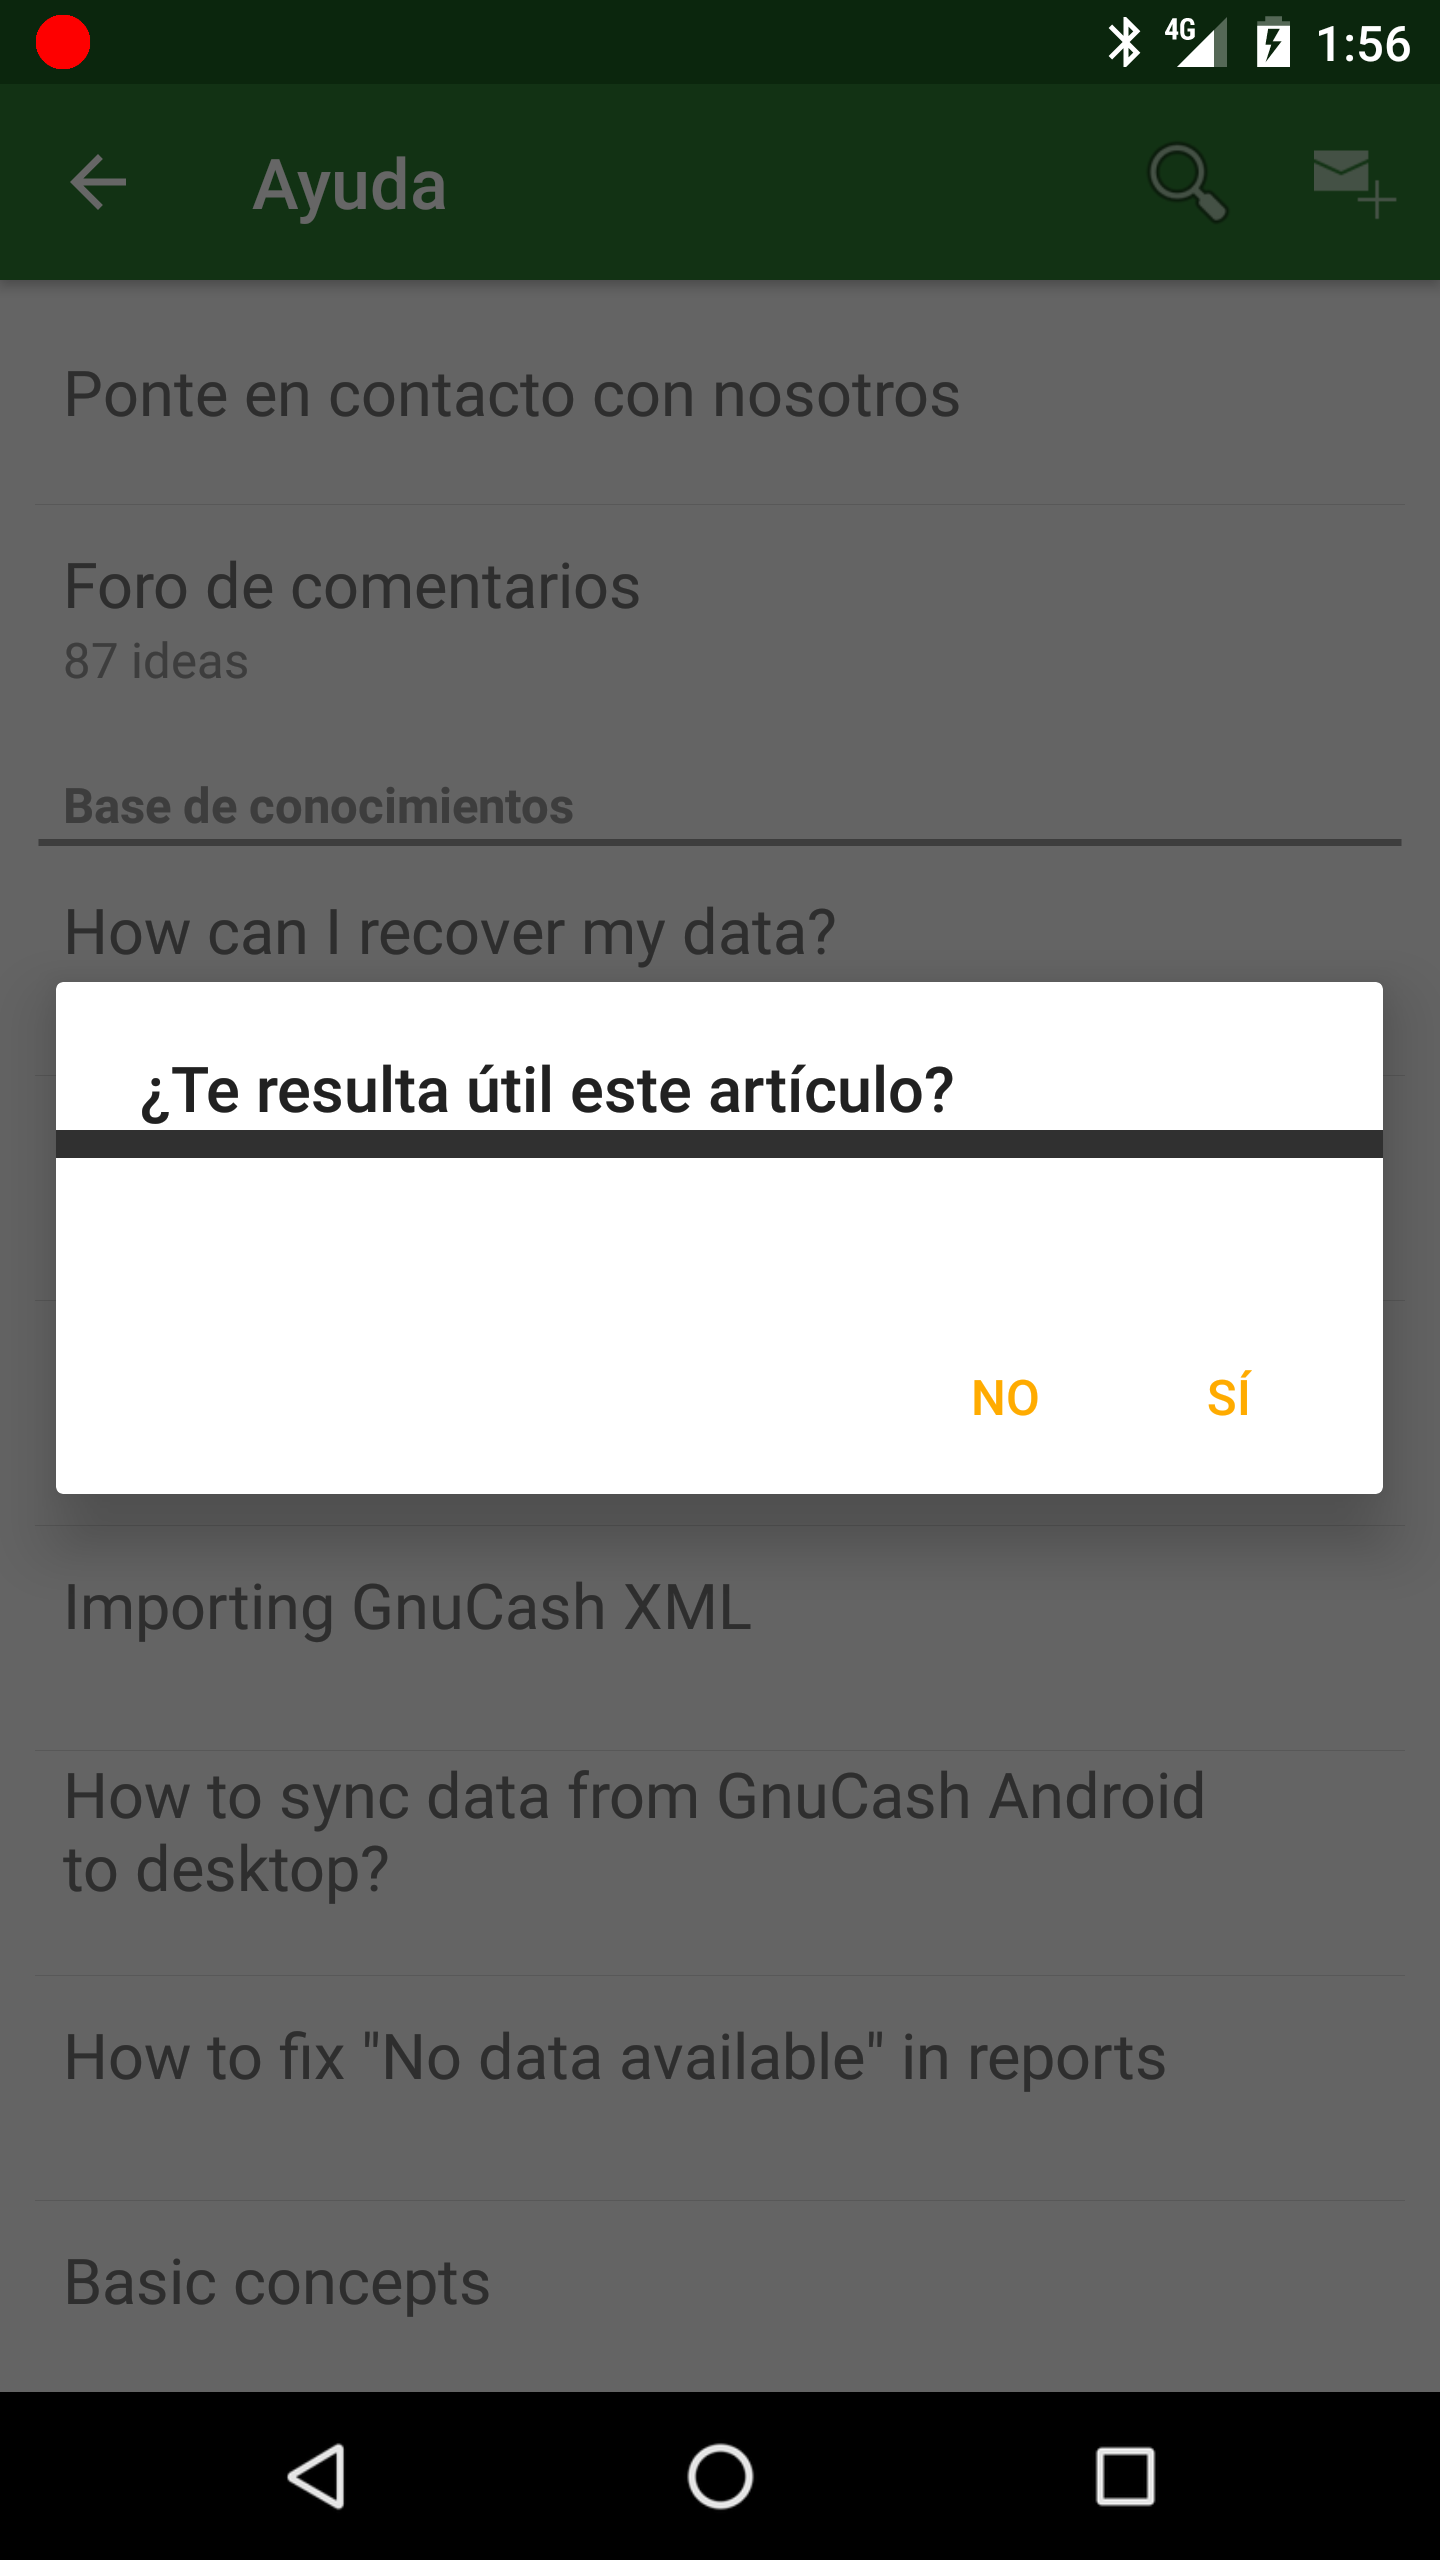 4G 1:56
Ayuda
Ponte en contacto con nosotros
Foro de comentarios
87 ideas
Base de conocimientos
How can I recover my data?
¿Te resulta útil este artículo?
NO SÍ
Importing GnuCash XML
How to sync data from GnuCash Android
to desktop?
How to fix "No data available" in reports
Basic concepts